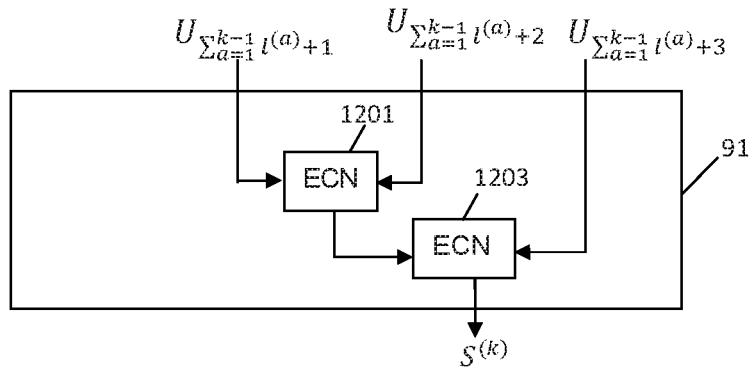 U_{\sum_{a=1}^{k-1} l^{(a)}+1} U_{\sum_{a=1}^{k-1} l^{(a)}+2} U_{\sum_{a=1}^{k-1} l^{(a)}+3}
1201
91
ECN
1203
ECN
S^{(k)}